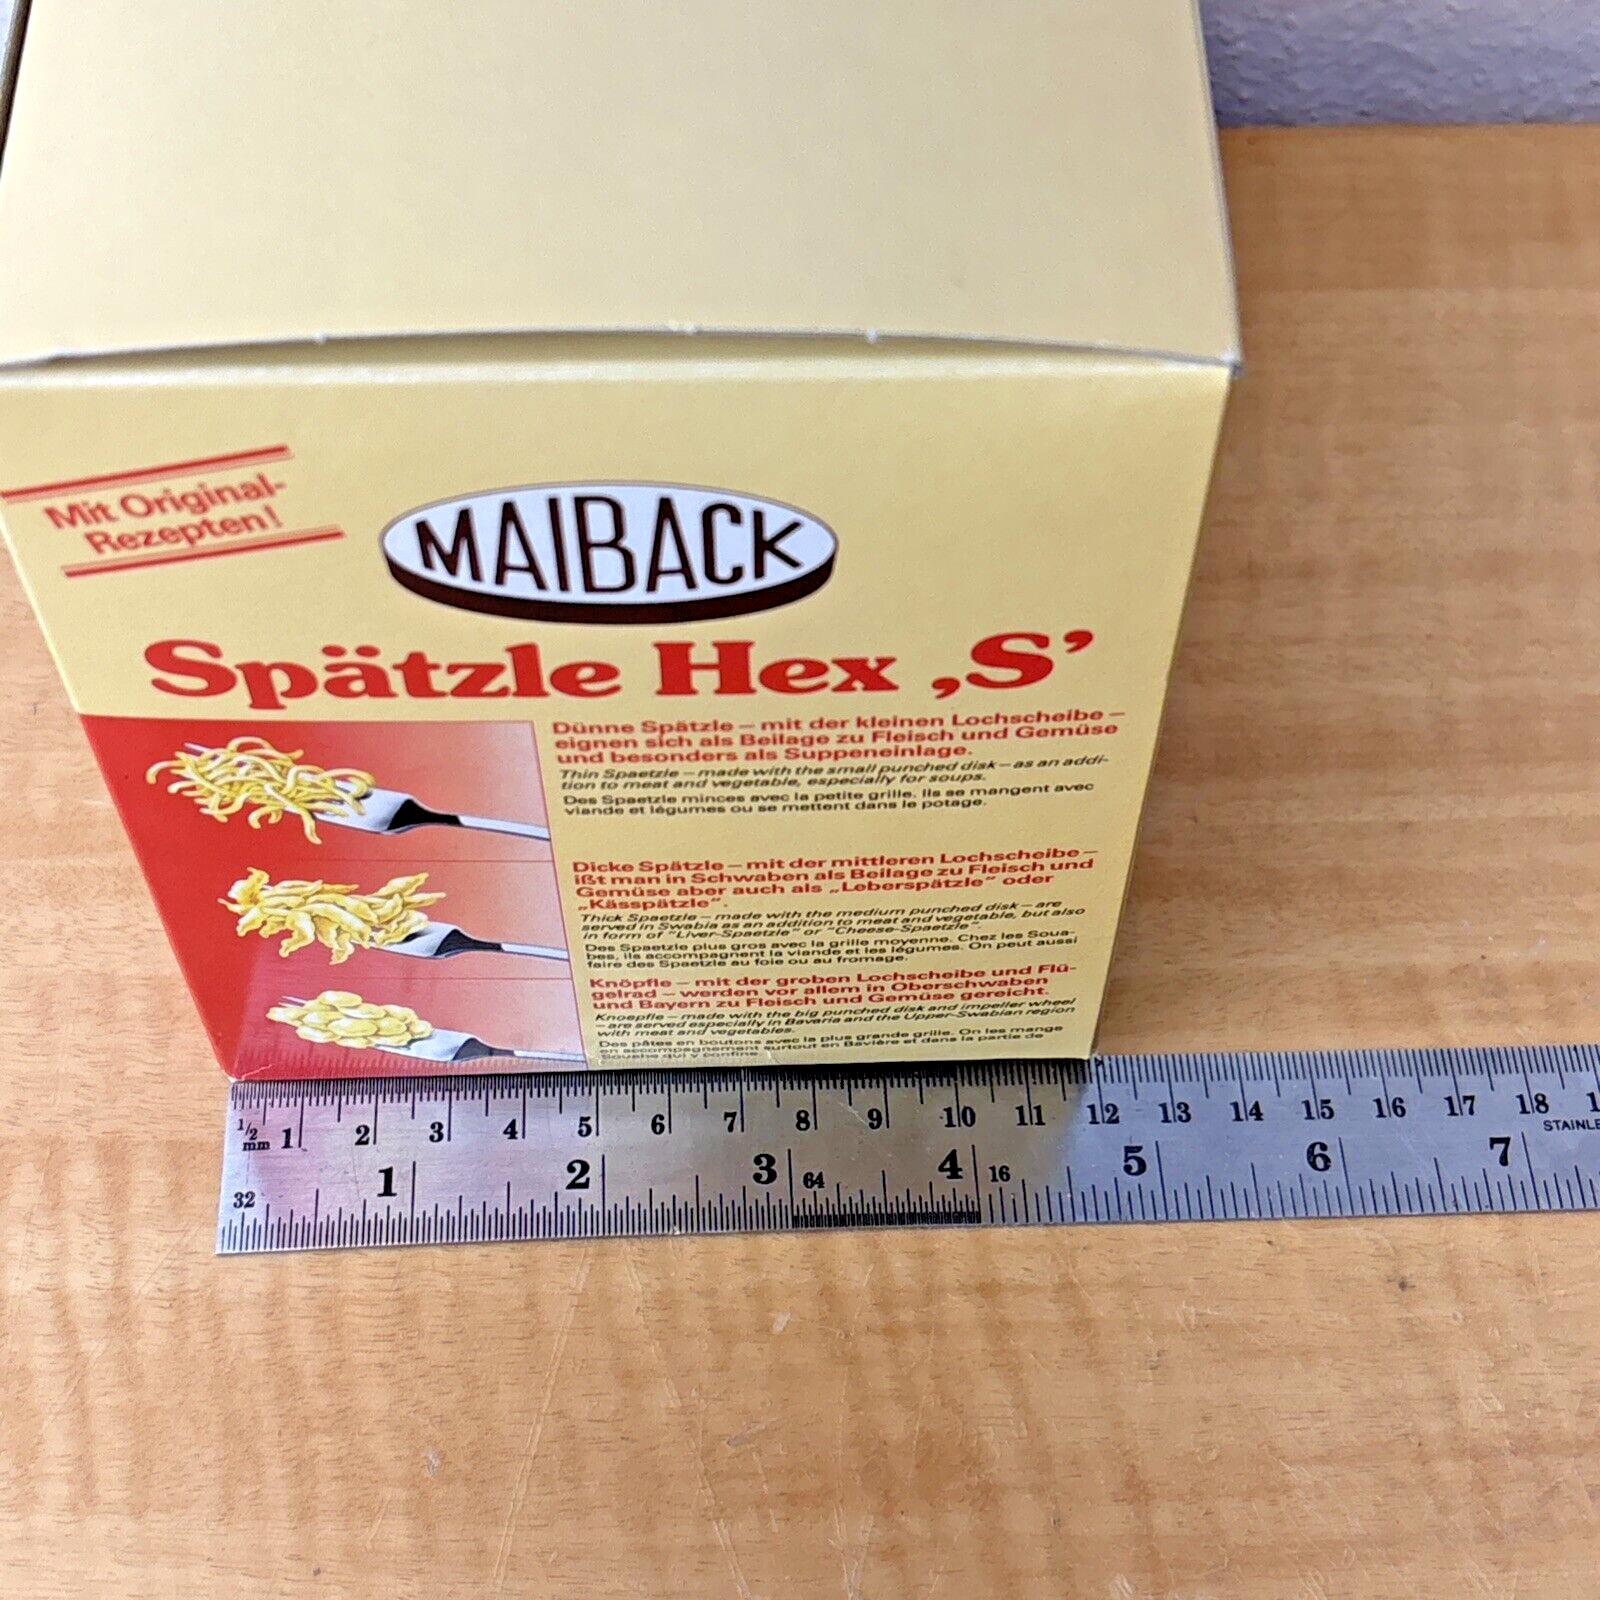 Mit Original-
Rezepten!
MAIBACK
Spätzle Hex ‚S’
Dünne Spätzle – mit der kleinen Lochscheibe –
eignen sich als Beilage zu Fleisch und Gemüse
und besonders als Suppeneinlage.
Thin Spaetzle – made with the small punched disk – as an addi-
tion to meat and vegetable, especially for soups.
Des Spaetzle minces avec la petite grille. Ils se mangent avec
viande et légumes ou se mettent dans le potage.
Dicke Spätzle – mit der mittleren Lochscheibe –
ißt man in Schwaben als Beilage zu Fleisch und
Gemüse aber auch als „Leberspätzle” oder
„Kässpätzle”.
Thick Spaetzle – made with the medium punched disk – are
served in Swabia as an addition to meat and vegetable, but also
in form of "Liver-Spaetzle" or "Cheese-Spaetzle".
Des Spaetzle plus gros avec la grille moyenne. Chez les Soua-
bes, ils accompagnent la viande et les légumes. On peut aussi
faire des Spaetzle au foie ou au fromage.
Knöpfle – mit der groben Lochscheibe und Flü-
gelrad – werden vor allem in Oberschwaben
und Bayern zu Fleisch und Gemüse gereicht.
Knoepfle – made with the big punched disk and impeller wheel
– are served especially in Bavaria and the Upper-Swabian region
with meat and vegetables.
Des pâtes en boutons avec la plus grande grille. On les mange
en accompagnement surtout en Bavière et dans la partie de
Souabe qui y confine.
1/2 mm 1 2 3 4 5 6 7 8 9 10 11 12 13 14 15 16 17 18 1
STAINLE
32 1 2 3 64 4 16 5 6 7